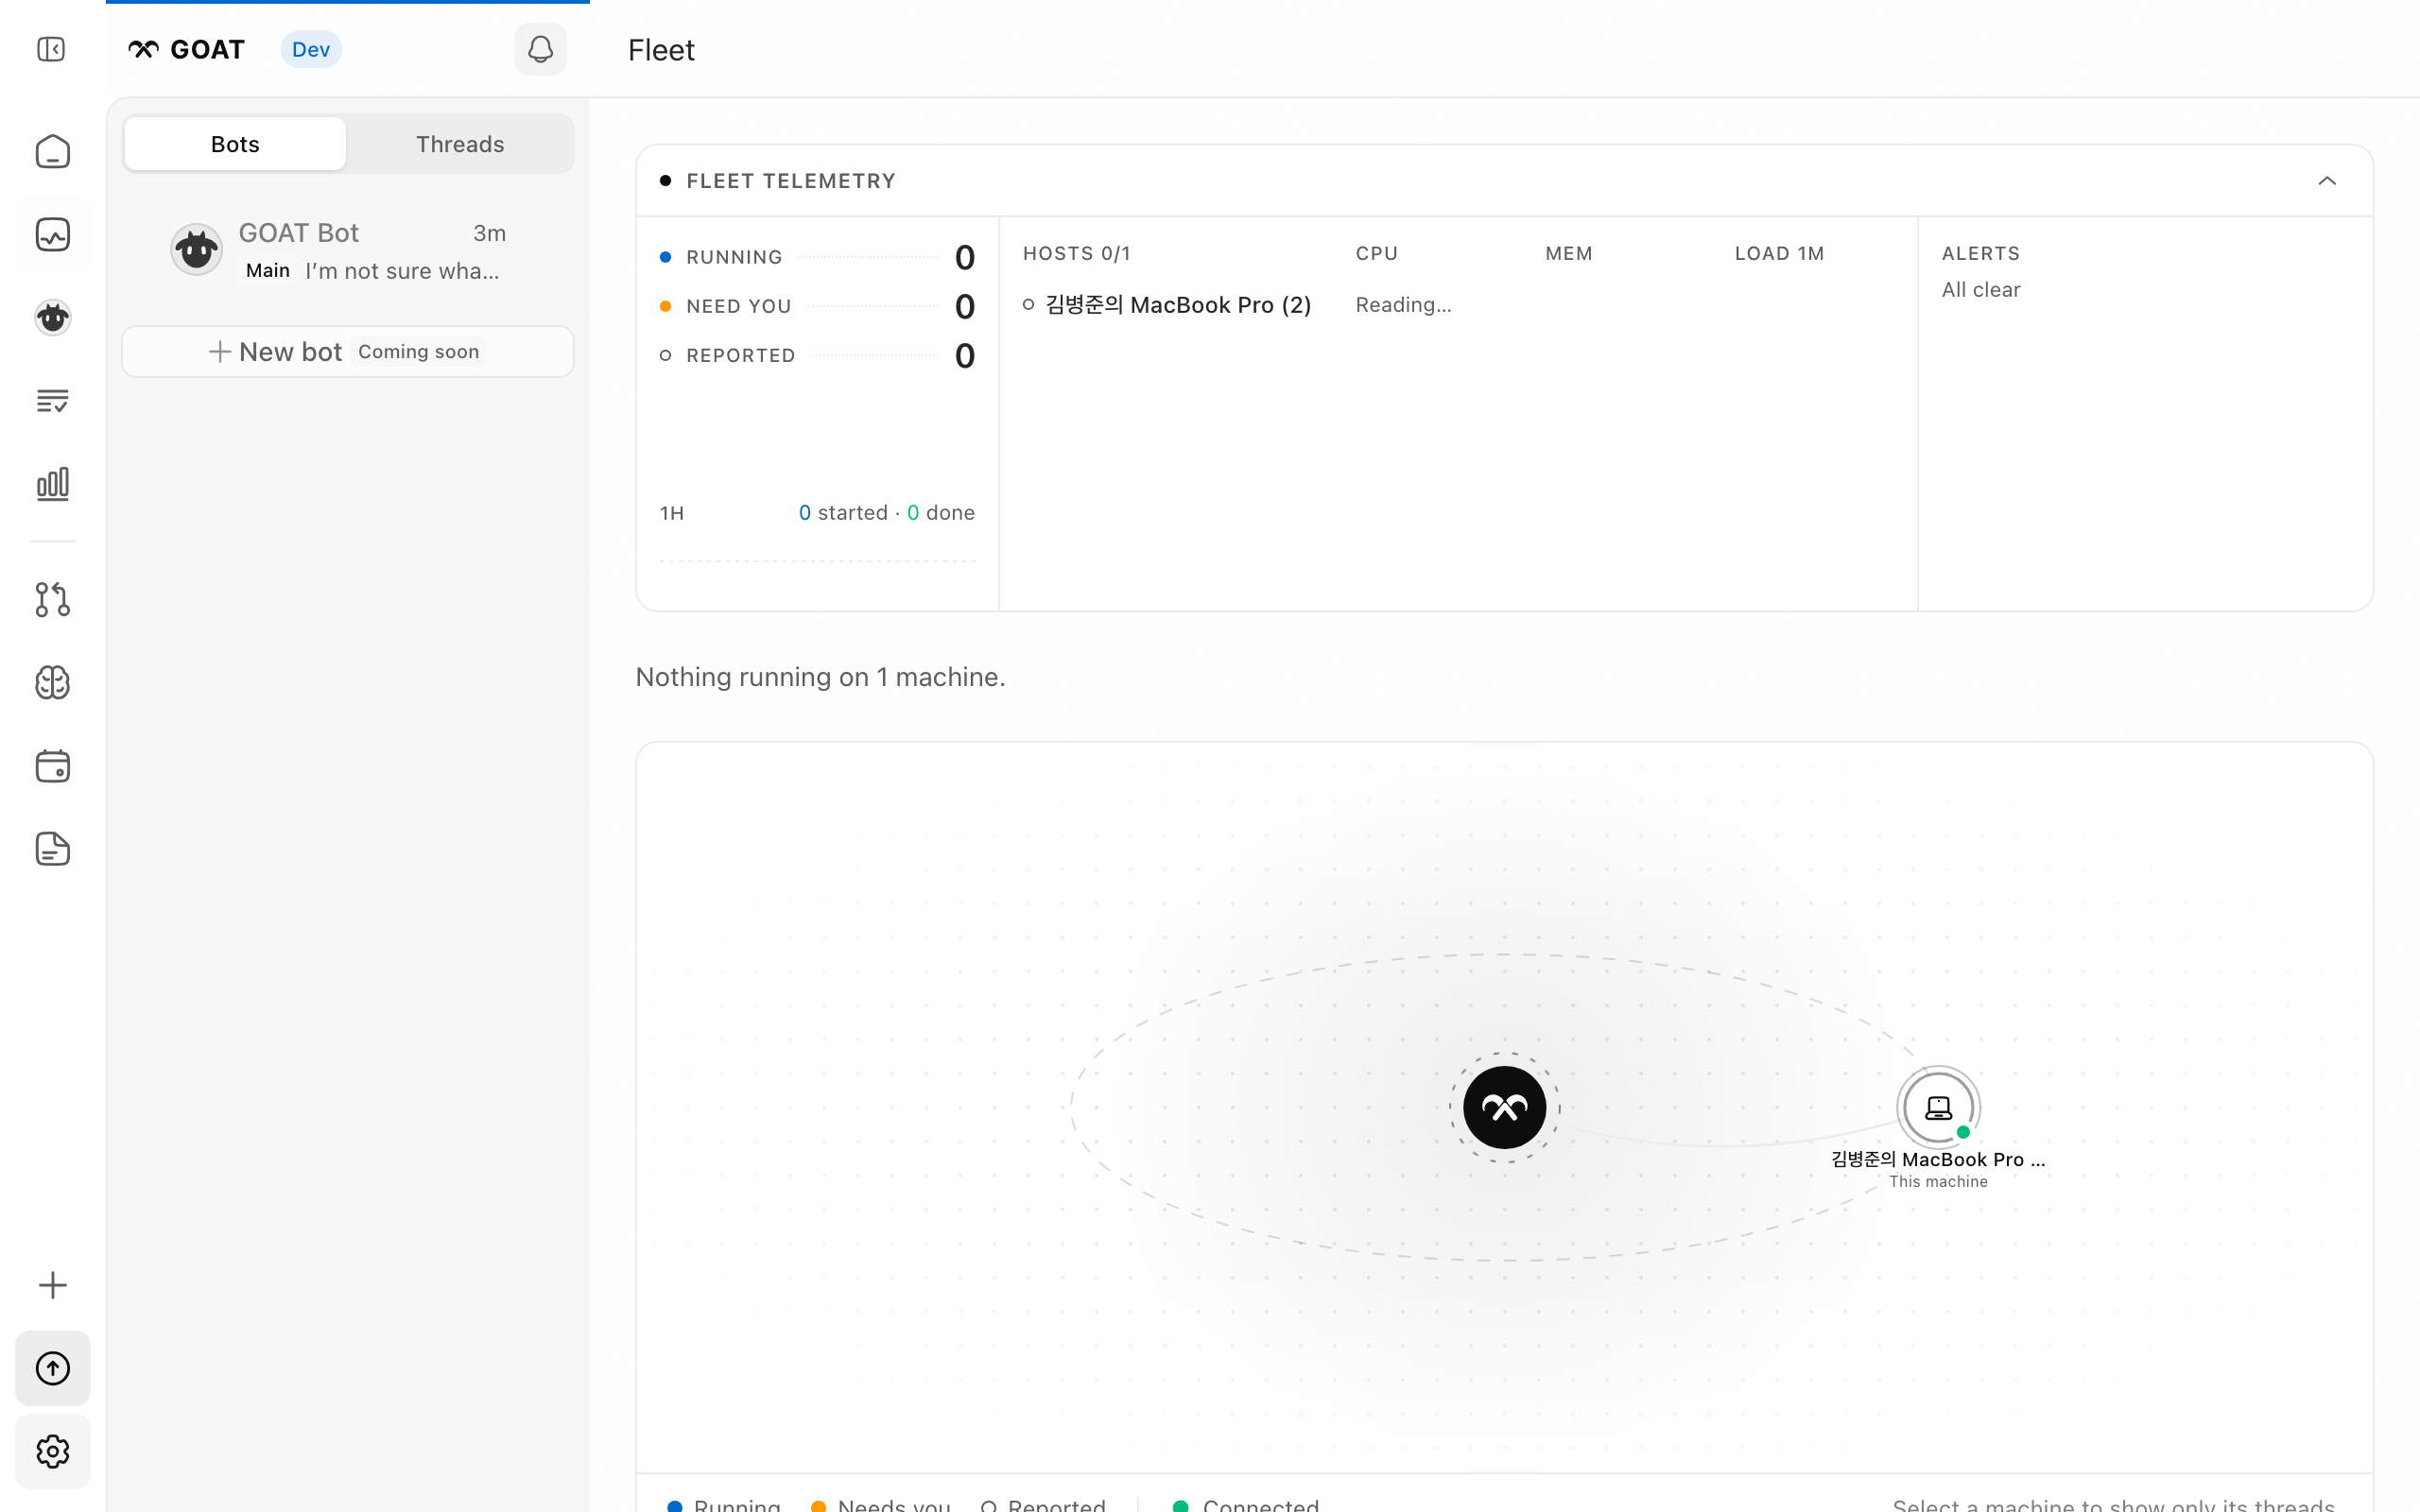 GOAT
Dev
Fleet
Bots
Threads
GOAT Bot
3m
Main
I’m not sure wha...
New bot
Coming soon
FLEET TELEMETRY
RUNNING
0
NEED YOU
0
REPORTED
0
1H
0 started · 0 done
HOSTS 0/1
CPU
MEM
LOAD 1M
김병준의 MacBook Pro (2)
Reading...
ALERTS
All clear
Nothing running on 1 machine.
김병준의 MacBook Pro ...
This machine
Running
Needs you
Reported
Connected
Select a machine to show only its threads